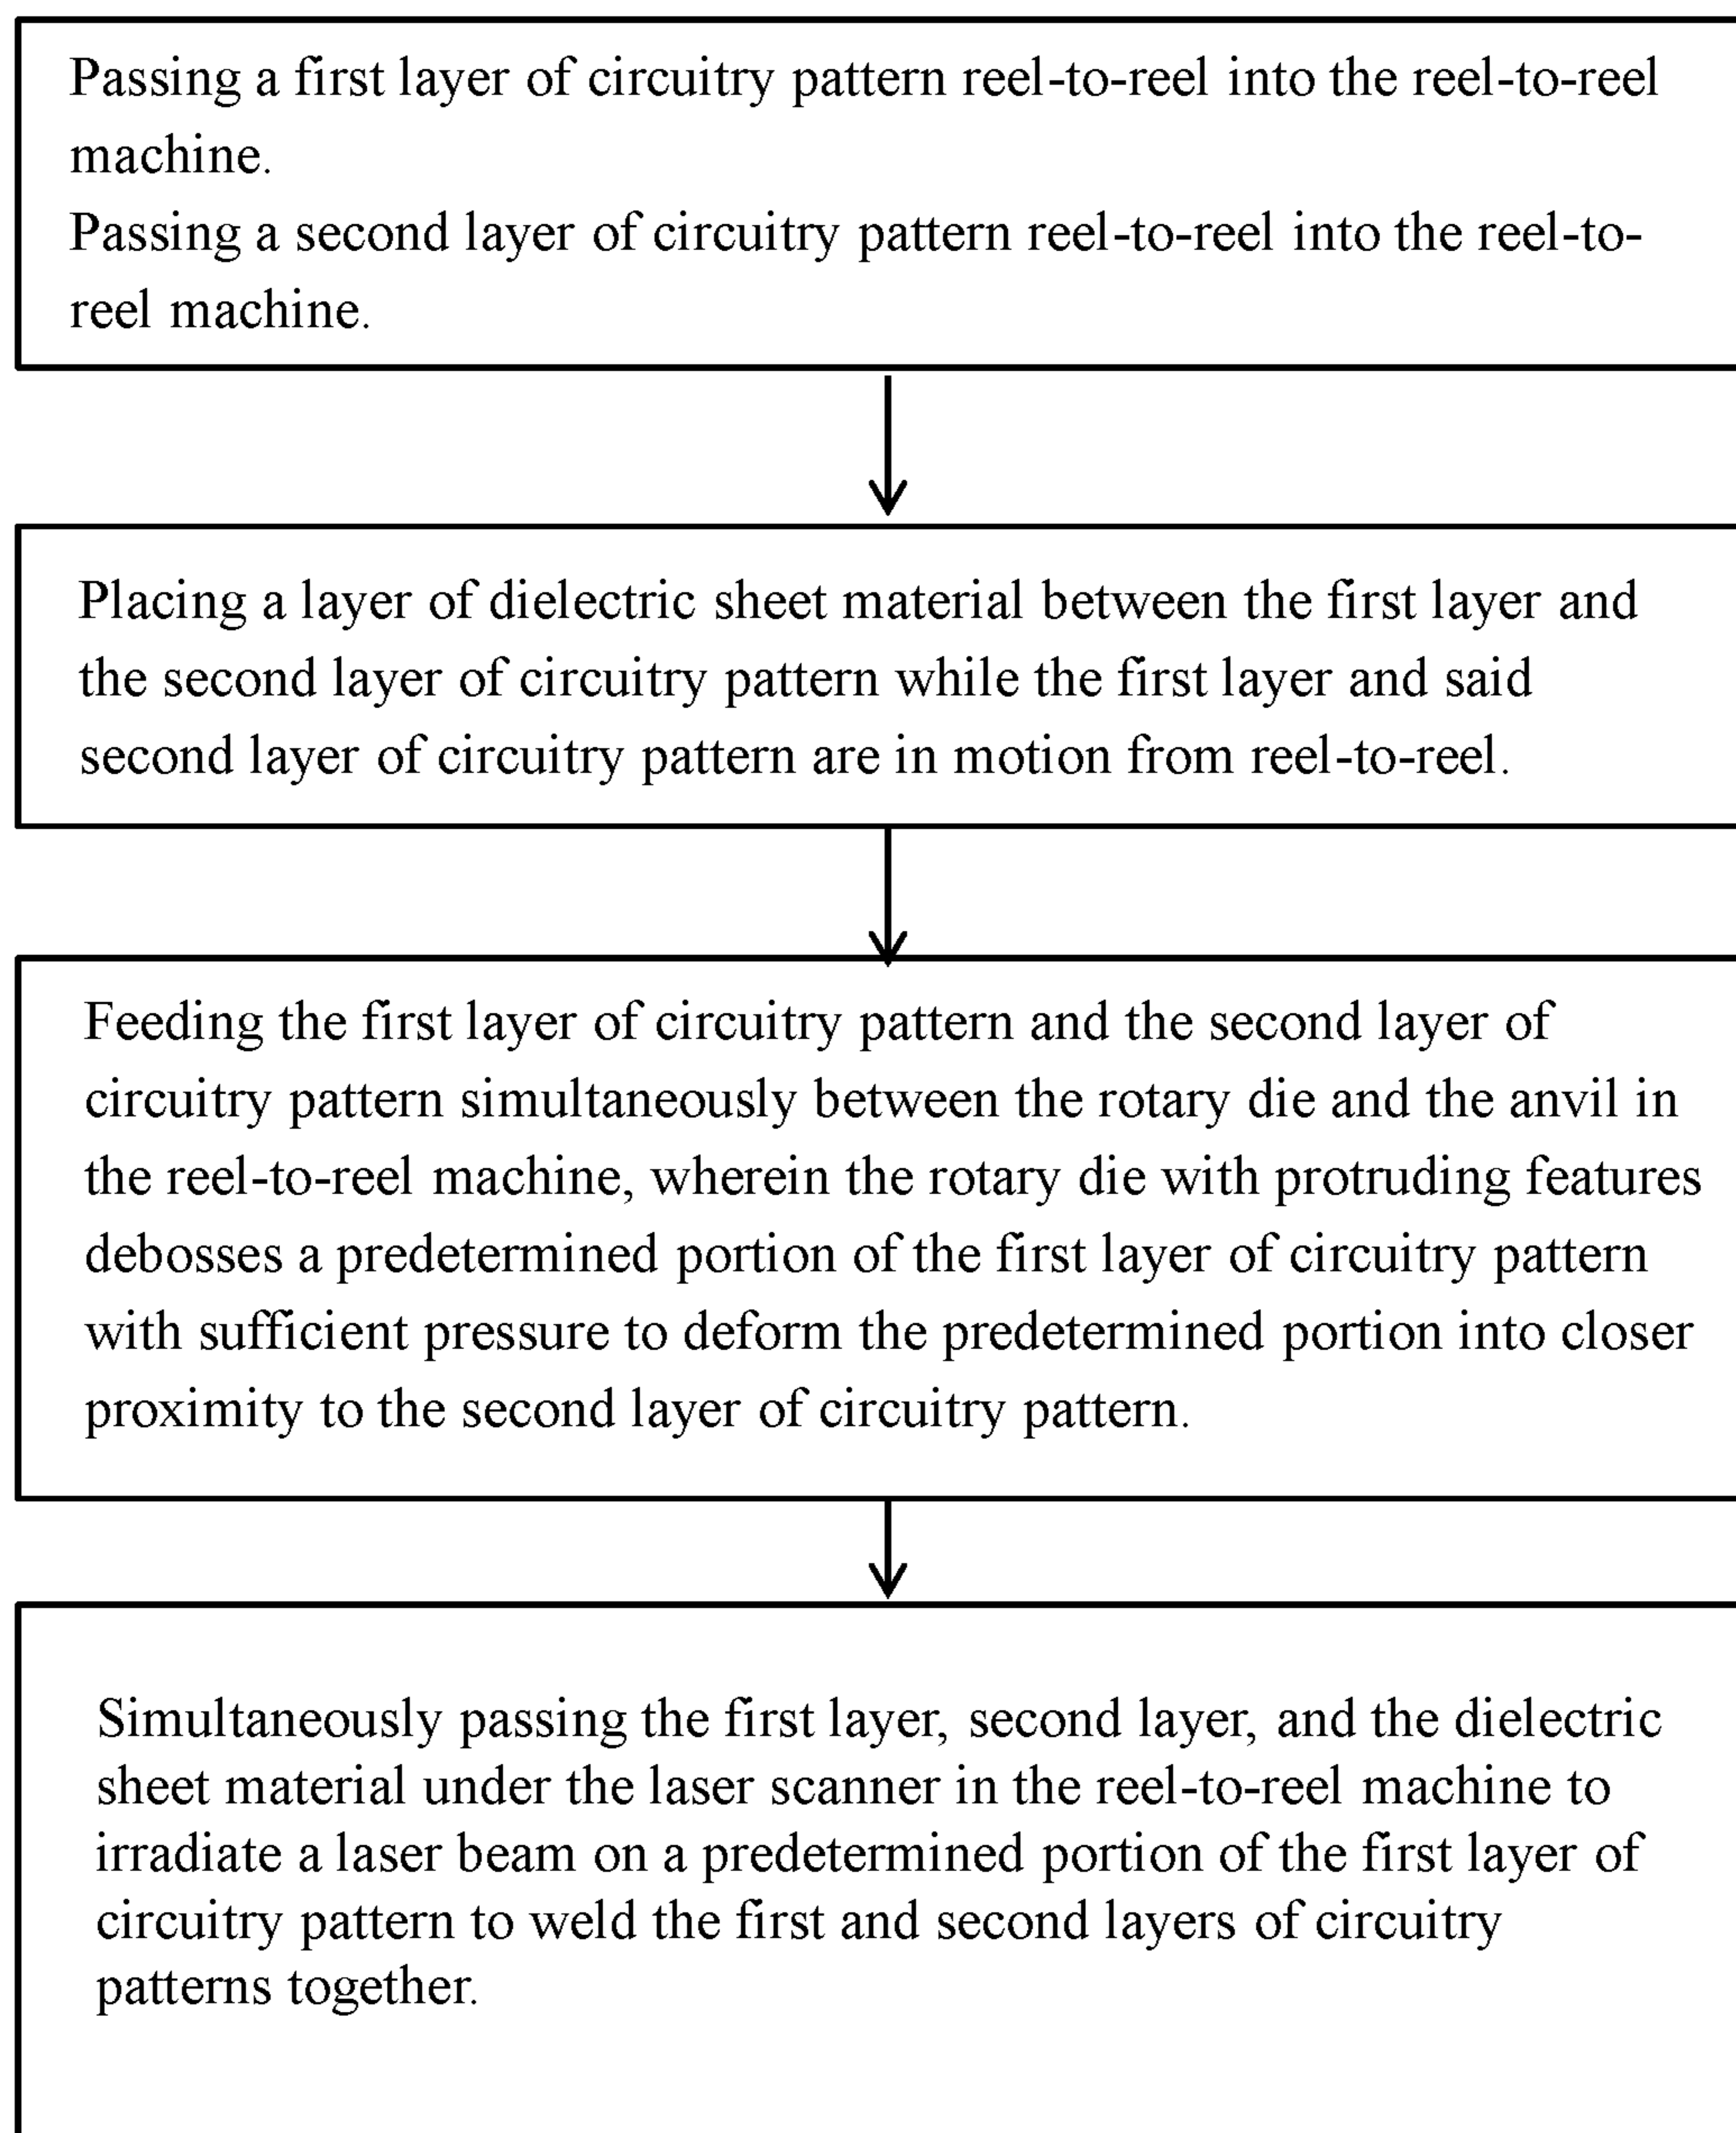 Passing a first layer of circuitry pattern reel-to-reel into the reel-to-reel
machine.
Passing a second layer of circuitry pattern reel-to-reel into the reel-to-
reel machine.
Placing a layer of dielectric sheet material between the first layer and
the second layer of circuitry pattern while the first layer and said
second layer of circuitry pattern are in motion from reel-to-reel.
Feeding the first layer of circuitry pattern and the second layer of
circuitry pattern simultaneously between the rotary die and the anvil in
the reel-to-reel machine, wherein the rotary die with protruding features
debosses a predetermined portion of the first layer of circuitry pattern
with sufficient pressure to deform the predetermined portion into closer
proximity to the second layer of circuitry pattern.
Simultaneously passing the first layer, second layer, and the dielectric
sheet material under the laser scanner in the reel-to-reel machine to
irradiate a laser beam on a predetermined portion of the first layer of
circuitry pattern to weld the first and second layers of circuitry
patterns together.